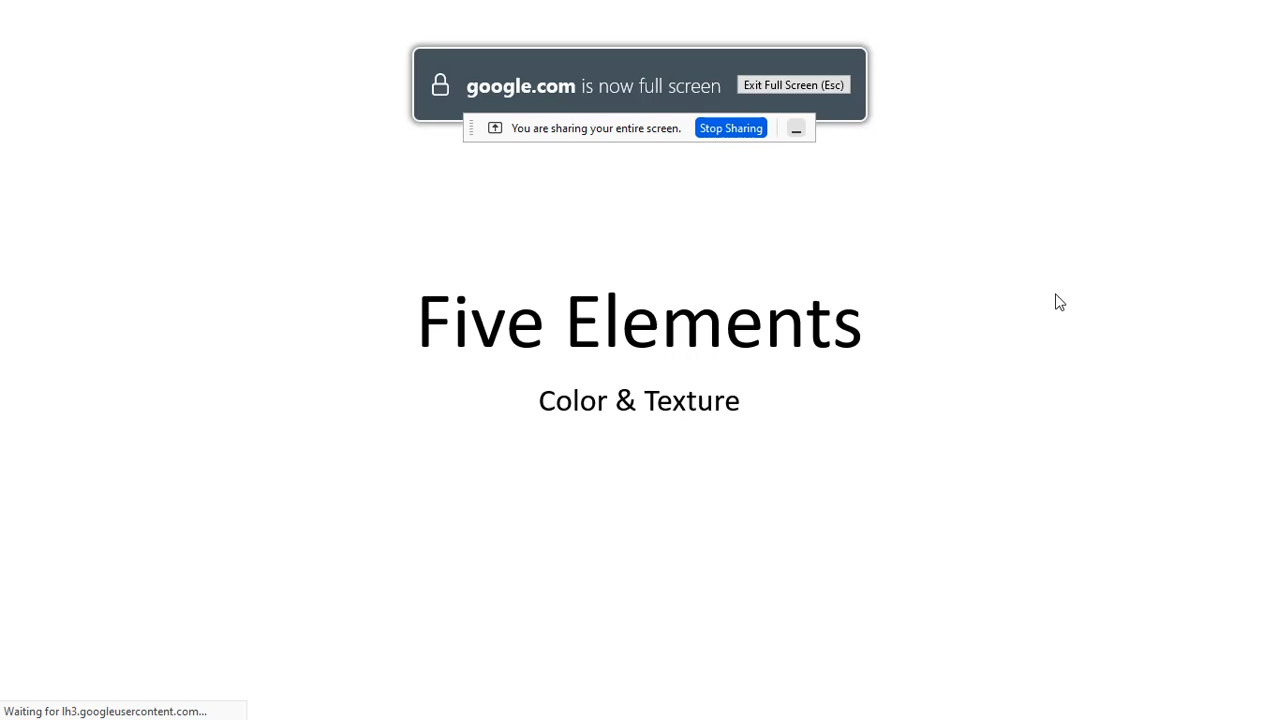 google.com is now full screen Exit Full Screen (Esc)
You are sharing your entire screen. Stop Sharing
Five Elements
Color & Texture
Waiting for lh3.googleusercontent.com...